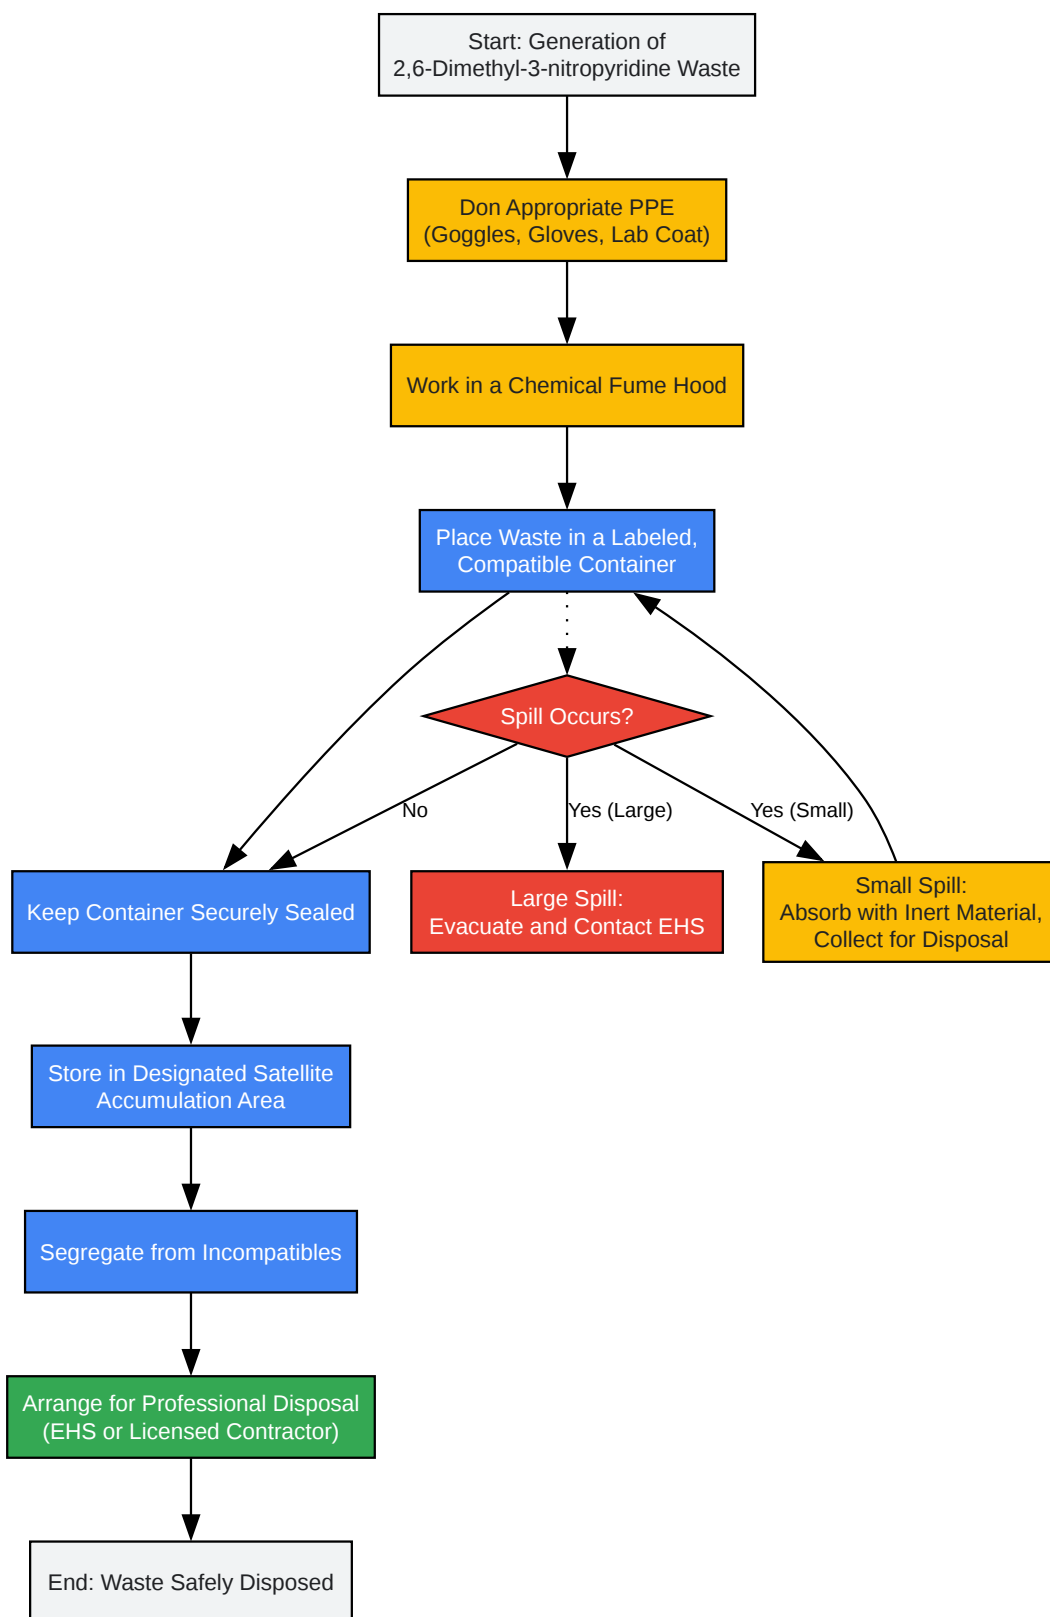 Start: Generation of
2,6-Dimethyl-3-nitropyridine Waste
Don Appropriate PPE
(Goggles, Gloves, Lab Coat)
Work in a Chemical Fume Hood
Place Waste in a Labeled,
Compatible Container
Spill Occurs?
No
Yes (Large)
Yes (Small)
Keep Container Securely Sealed
Large Spill:
Evacuate and Contact EHS
Small Spill:
Absorb with Inert Material,
Collect for Disposal
Store in Designated Satellite
Accumulation Area
Segregate from Incompatibles
Arrange for Professional Disposal
(EHS or Licensed Contractor)
End: Waste Safely Disposed